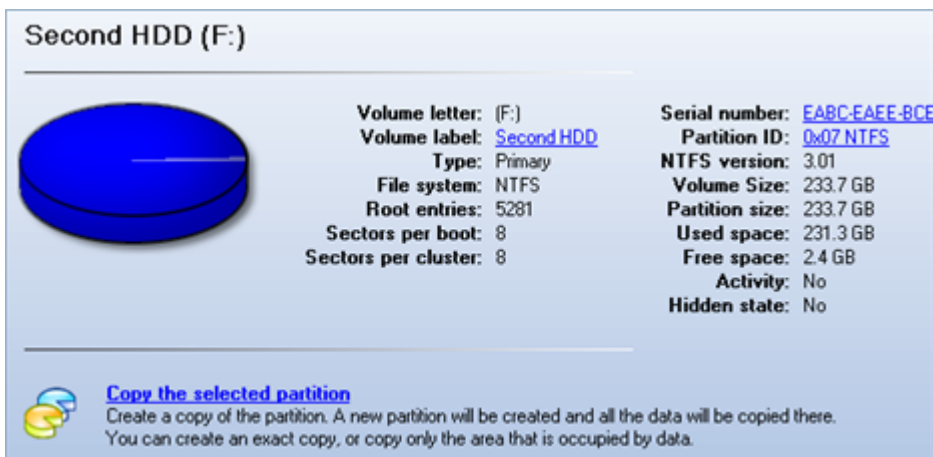 Second HDD (F:)
Volume letter: (F:)
Volume label: Second HDD
Type: Primary
File system: NTFS
Root entries: 5281
Sectors per boot: 8
Sectors per cluster: 8
Serial number: EABC-EAEE-BCE
Partition ID: 0x07 NTFS
NTFS version: 3.01
Volume Size: 233.7 GB
Partition size: 233.7 GB
Used space: 231.3 GB
Free space: 2.4 GB
Activity: No
Hidden state: No
Copy the selected partition
Create a copy of the partition. A new partition will be created and all the data will be copied there.
You can create an exact copy, or copy only the area that is occupied by data.